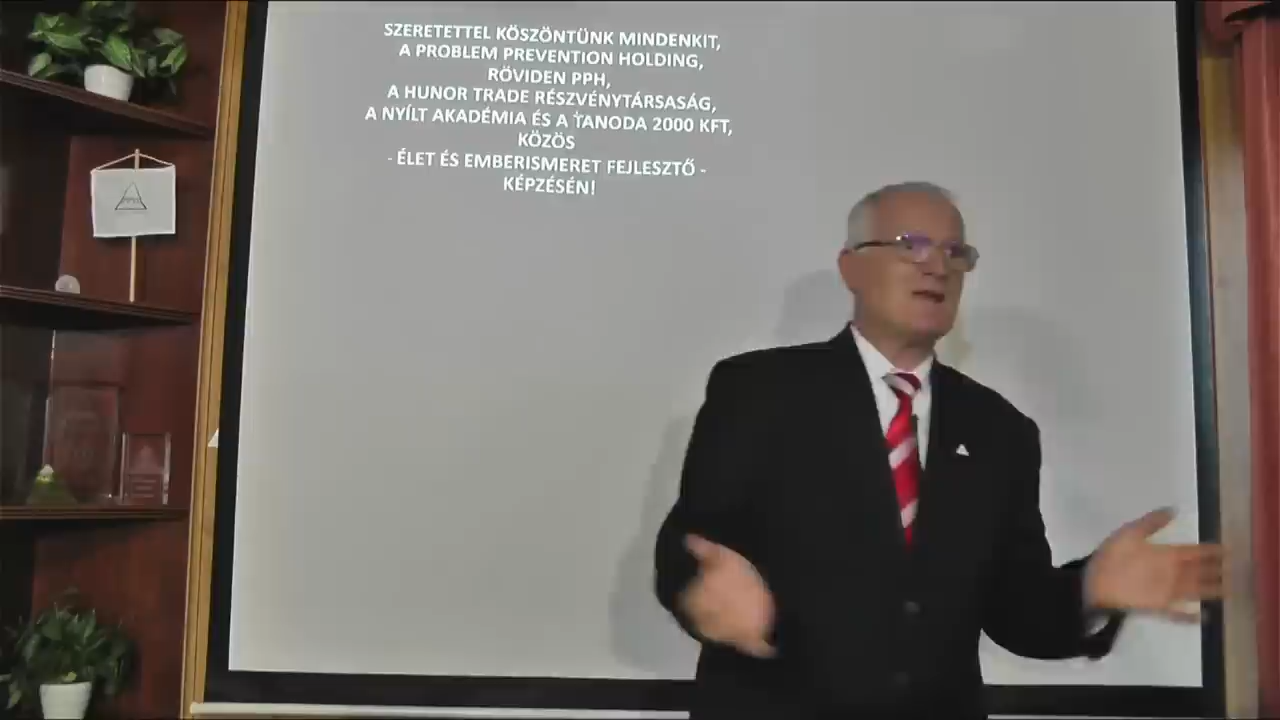 SZERETETTEL KÖSZÖNTÜNK MINDENKIT,
A PROBLEM PREVENTION HOLDING,
RÖVIDEN PPH,
A HUNOR TRADE RÉSZVÉNYTÁRSASÁG,
A NYÍLT AKADÉMIA ÉS A TANODA 2000 KFT,
KÖZÖS
- ÉLET ÉS EMBERISMERET FEJLESZTŐ -
KÉPZÉSÉN!